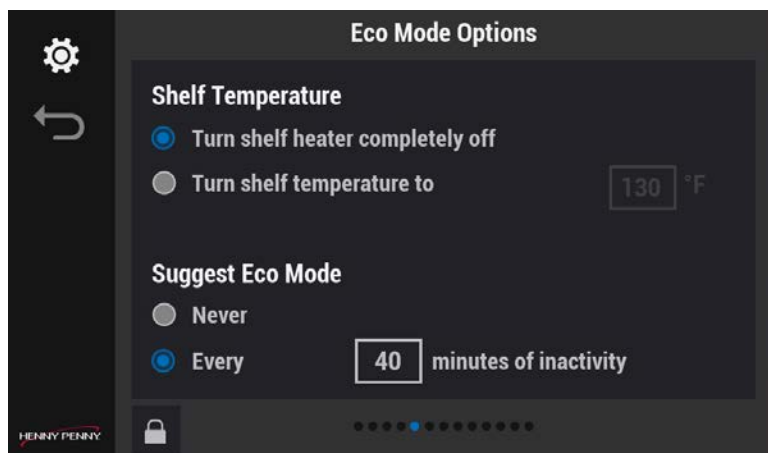 Eco Mode Options
Shelf Temperature
Turn shelf heater completely off
Turn shelf temperature to 130 °F
Suggest Eco Mode
Never
Every 40 minutes of inactivity
HENNY PENNY